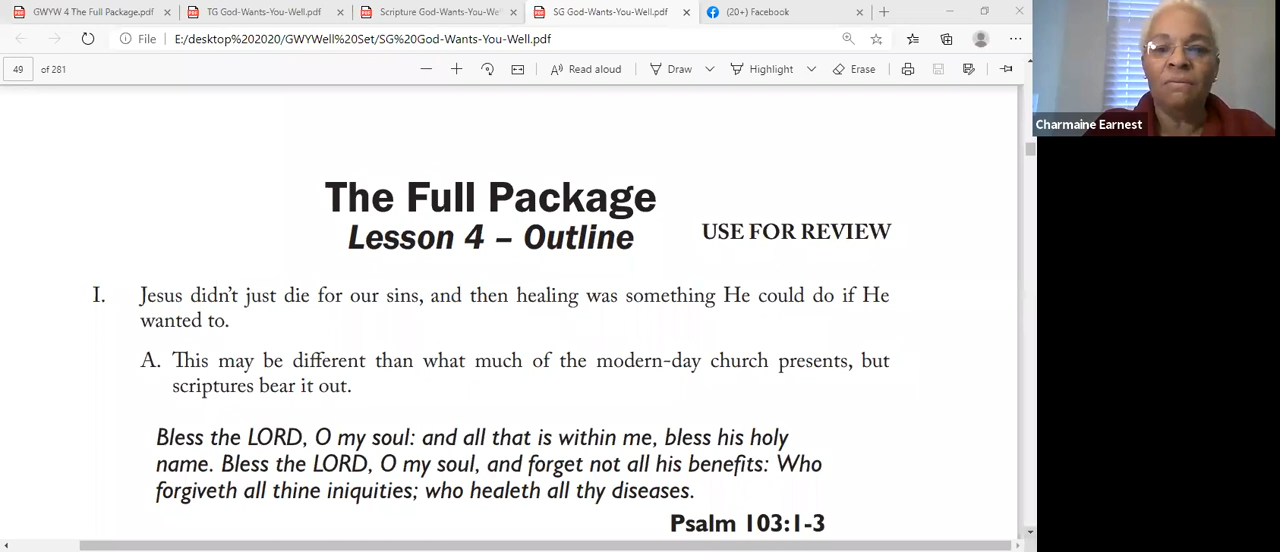 GWYW 4 The Full Package.pdf
TG God-Wants-You-Well.pdf
Scripture God-Wants-You-We
SG God-Wants-You-Well.pdf
(20+) Facebook
File
E:/desktop%202020/GWYWell%20Set/SG%20God-Wants-You-Well.pdf
49 of 281
Read aloud
Draw
Highlight
Erase
Charmaine Earnest
The Full Package
Lesson 4 – Outline
USE FOR REVIEW
I. Jesus didn't just die for our sins, and then healing was something He could do if He
wanted to.
A. This may be different than what much of the modern-day church presents, but
scriptures bear it out.
Bless the LORD, O my soul: and all that is within me, bless his holy
name. Bless the LORD, O my soul, and forget not all his benefits: Who
forgiveth all thine iniquities; who healeth all thy diseases.
Psalm 103:1-3